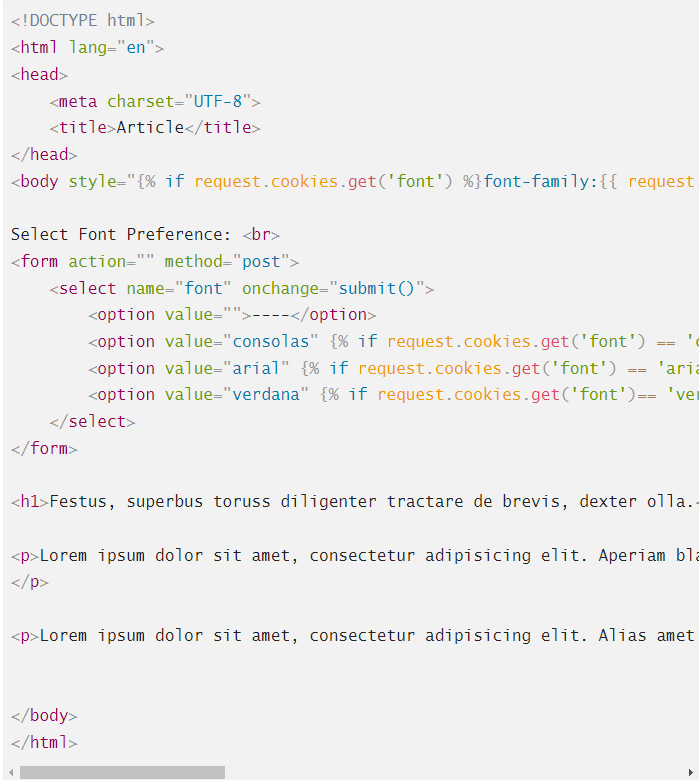 <!DOCTYPE html>
<html lang="en">
<head>
    <meta charset="UTF-8">
    <title>Article</title>
</head>
<body style="{% if request.cookies.get('font') %}font-family:{{ request.

Select Font Preference: <br>
<form action="" method="post">
    <select name="font" onchange="submit()">
        <option value="">----</option>
        <option value="consolas" {% if request.cookies.get('font') == '
        <option value="arial" {% if request.cookies.get('font') == 'aria
        <option value="verdana" {% if request.cookies.get('font')== 'ver
    </select>
</form>

<h1>Festus, superbus toruss diligenter tractare de brevis, dexter olla.<

<p>Lorem ipsum dolor sit amet, consectetur adipisicing elit. Aperiam bla
</p>

<p>Lorem ipsum dolor sit amet, consectetur adipisicing elit. Alias amet

</body>
</html>